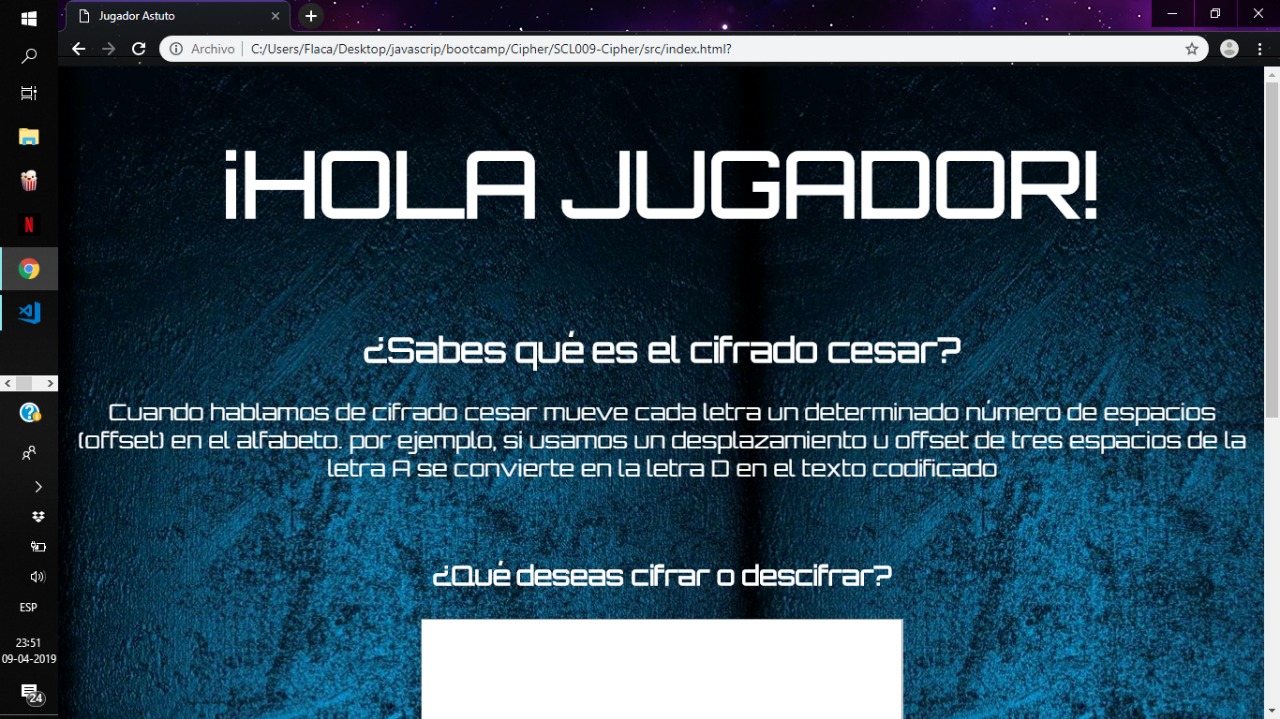 Jugador Astuto
Archivo
C:/Users/Flaca/Desktop/javascrip/bootcamp/Cipher/SCL009-Cipher/src/index.html?
¡HOLA JUGADOR!
¿Sabes qué es el cifrado cesar?
Cuando hablamos de cifrado cesar mueve cada letra un determinado número de espacios
(offset) en el alfabeto. por ejemplo, si usamos un desplazamiento u offset de tres espacios de la
letra A se convierte en la letra D en el texto codificado
¿Qué deseas cifrar o descifrar?
ESP
23:51
09-04-2019
24